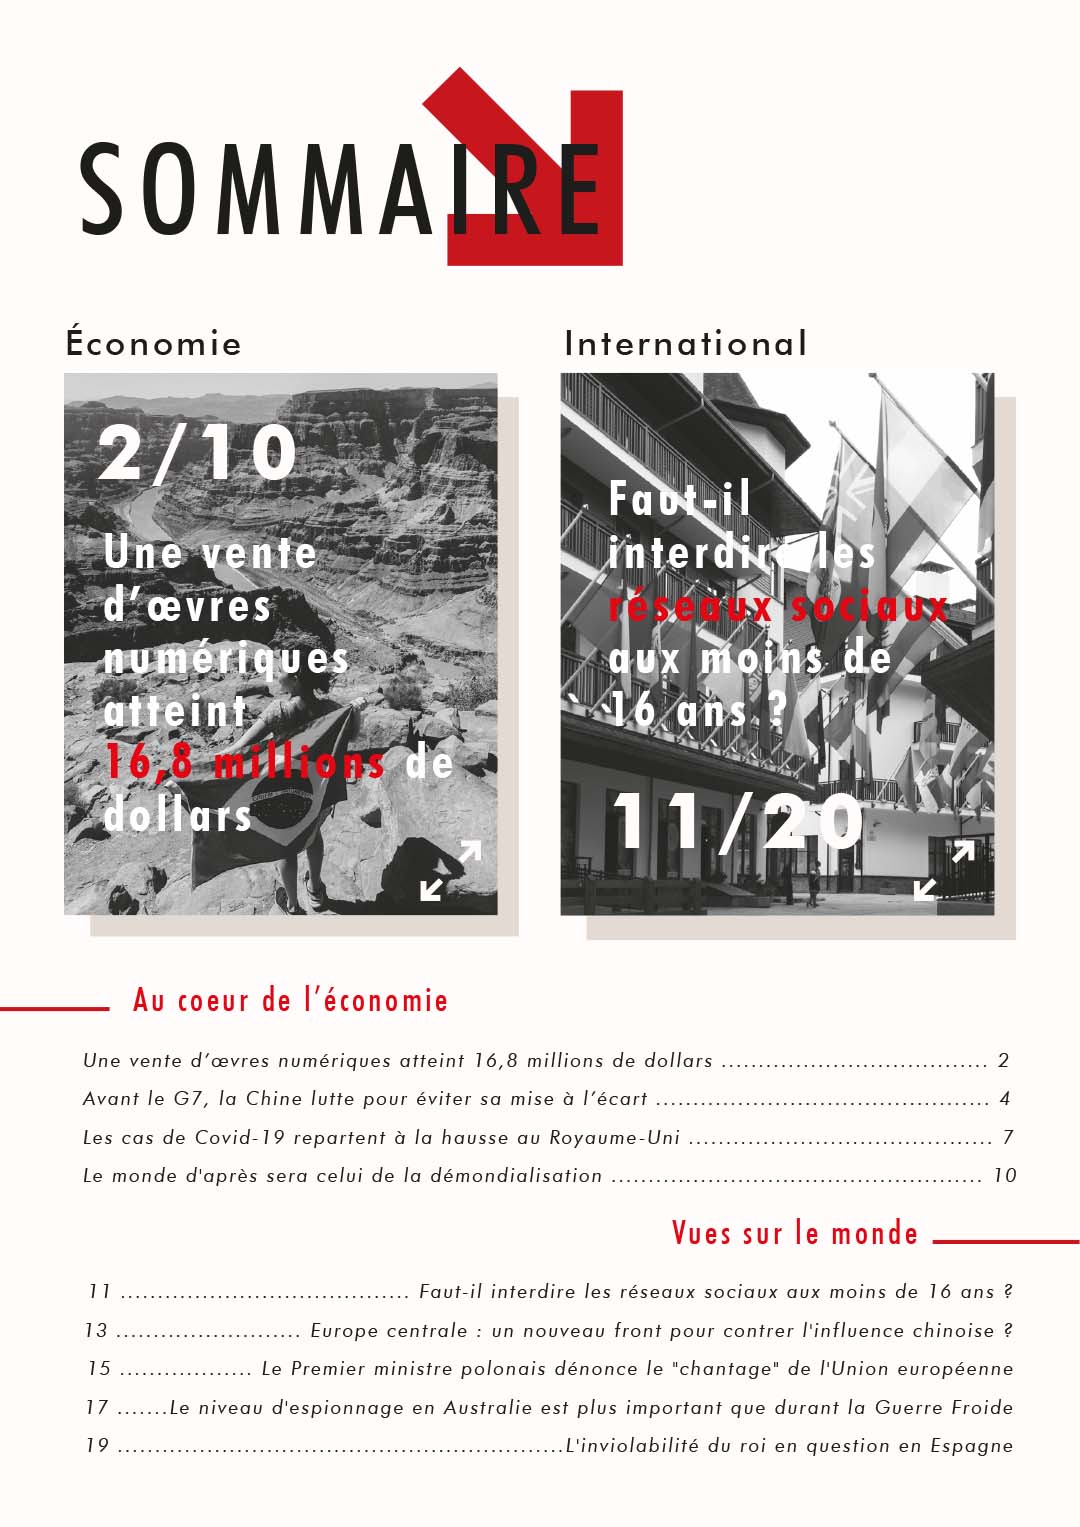 SOMMAIRE
Économie
2/10
Une vente
d’œvres
numériques
atteint
16,8 millions de
dollars
International
Faut-il
interdire les
réseaux sociaux
aux moins de
16 ans ?
11/20
Au coeur de l’économie
Une vente d’œvres numériques atteint 16,8 millions de dollars .................................... 2
Avant le G7, la Chine lutte pour éviter sa mise à l’écart ............................................. 4
Les cas de Covid-19 repartent à la hausse au Royaume-Uni ......................................... 7
Le monde d'après sera celui de la démondialisation .................................................. 10
Vues sur le monde
11 ....................................... Faut-il interdire les réseaux sociaux aux moins de 16 ans ?
13 ......................... Europe centrale : un nouveau front pour contrer l'influence chinoise ?
15 .................. Le Premier ministre polonais dénonce le "chantage" de l'Union européenne
17 .......Le niveau d'espionnage en Australie est plus important que durant la Guerre Froide
19 ............................................................L'inviolabilité du roi en question en Espagne